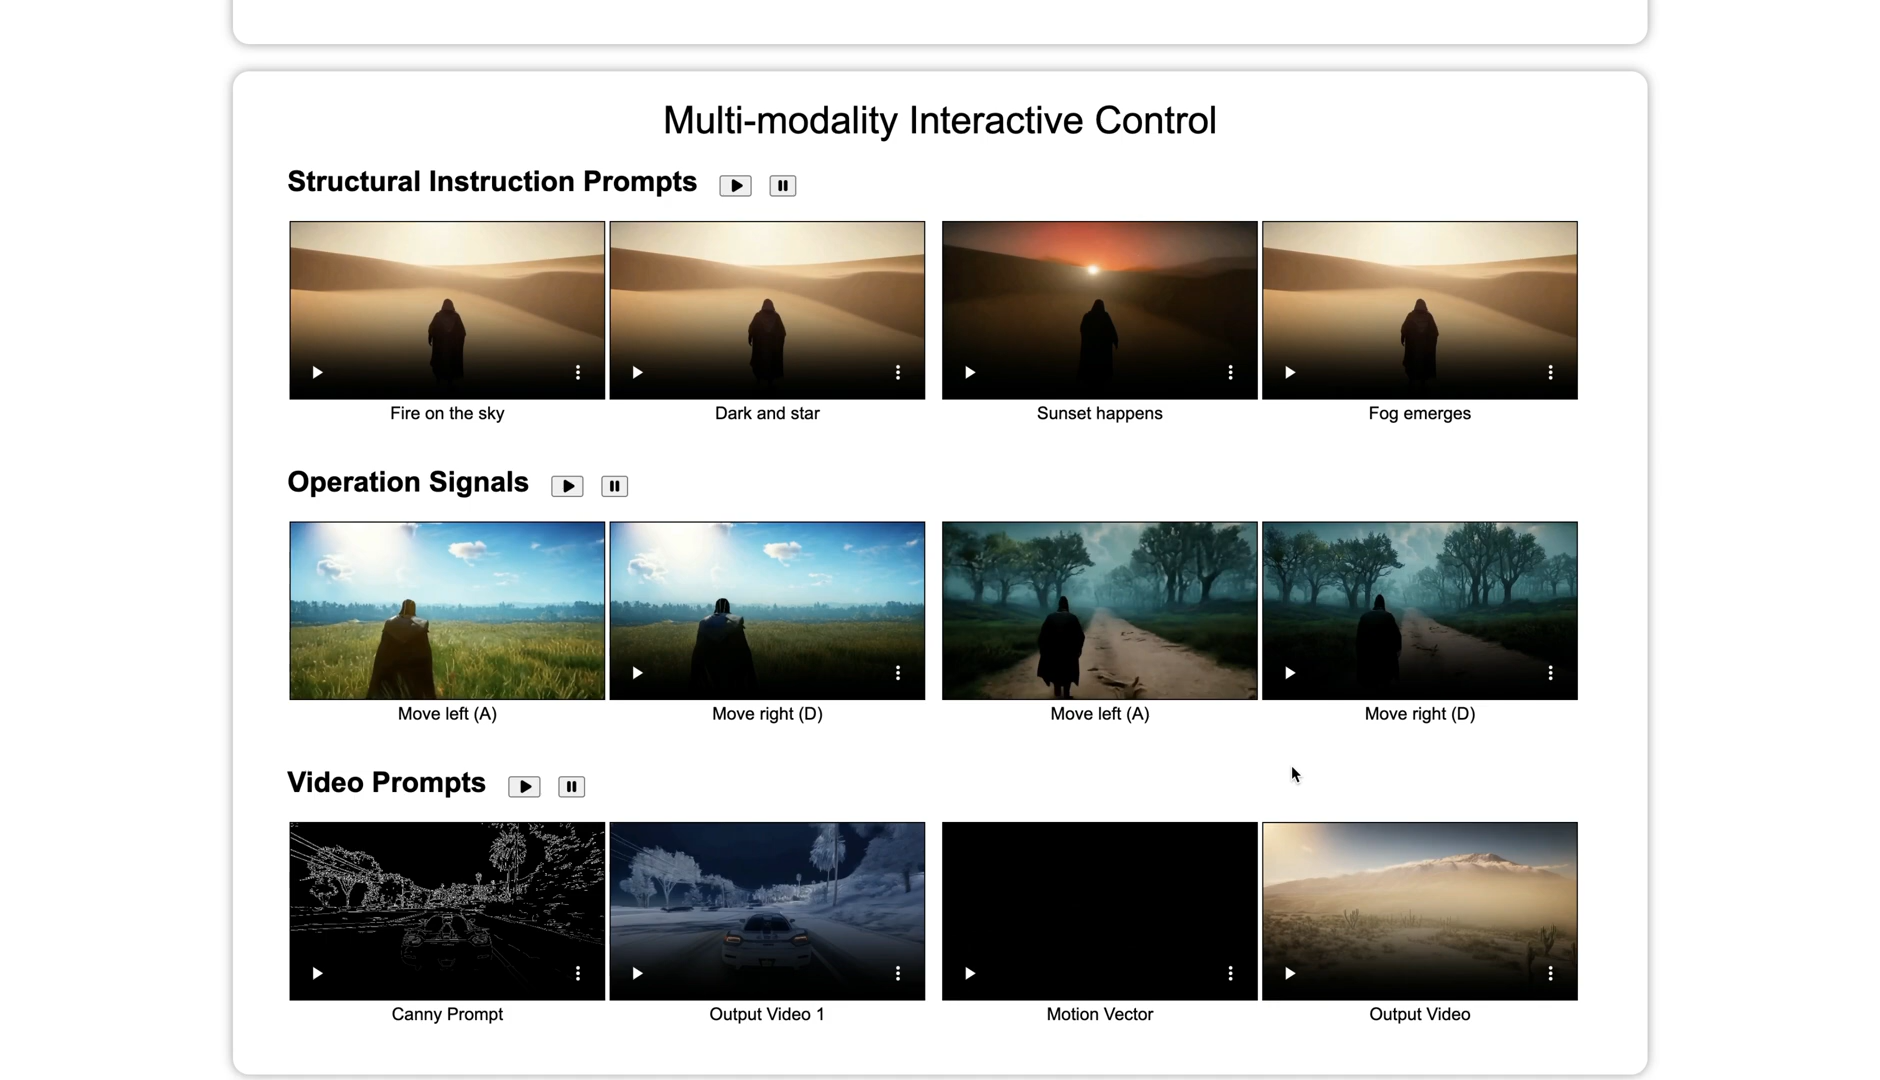 Multi-modality Interactive Control
Structural Instruction Prompts
Fire on the sky
Dark and star
Sunset happens
Fog emerges
Operation Signals
Move left (A)
Move right (D)
Move left (A)
Move right (D)
Video Prompts
Canny Prompt
Output Video 1
Motion Vector
Output Video